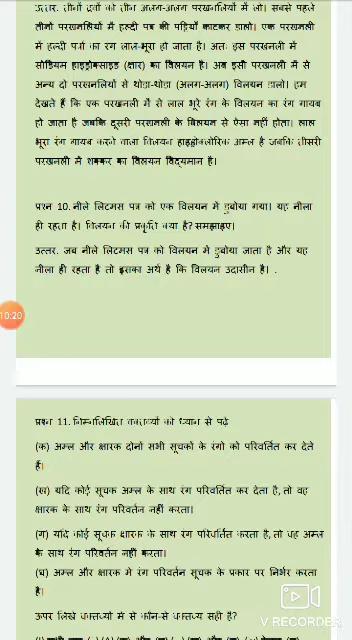 उत्तर. तीनों द्रवों को तीन अलग-अलग परखनलियों में लो। सबसे पहले
तीनों परखनलियों में हल्दी पत्र की पट्टियाँ काटकर डालो। एक परखनली
में हल्दी पत्र का रंग लाल-भूरा हो जाता है। अतः इस परखनली में
सोडियम हाइड्रोक्साइड (क्षार) का विलयन है। अब इसी परखनली में से
अन्य दो परखनलियों से थोडा-थोडा (अलग-अलग) विलयन डालो। हम
देखते हैं कि एक परखनली में से लाल भूरे रंग के विलयन का रंग गायब
हो जाता है जबकि दूसरी परखनली के विलयन से ऐसा नहीं होता। लाल
भूरा रंग गायब करने वाला विलयन हाइड्रोक्लोरिक अम्ल है जबकि तीसरी
परखनली में शक्कर का विलयन विद्यमान है।
प्रश्न 10. नीले लिटमस पत्र को एक विलयन में डुबोया गया। यह नीला
ही रहता है। विलयन की प्रकृति क्या है? समझाइए।
उत्तर. जब नीले लिटमस पत्र को विलयन में डुबोया जाता है और यह
नीला ही रहता है तो इसका अर्थ है कि विलयन उदासीन है। .
10:20
प्रश्न 11. निम्नलिखित वक्तव्यों को ध्यान से पढ़ें
(क) अम्ल और क्षारक दोनों सभी सूचकों के रंगो को परिवर्तित कर देते
हैं।
(ख) यदि कोई सूचक अम्ल के साथ रंग परिवर्तित कर देता है, तो वह
क्षारक के साथ रंग परिवर्तन नहीं करता।
(ग) यदि कोई सूचक क्षारक के साथ रंग परिवर्तित करता है, तो वह अम्ल
के साथ रंग परिवर्तन नहीं करता।
(घ) अम्ल और क्षारक में रंग परिवर्तन सूचक के प्रकार पर निर्भर करता
है।
ऊपर लिखे वक्तव्यों में से कौन-से वक्तव्य सही है?
V RECORDER